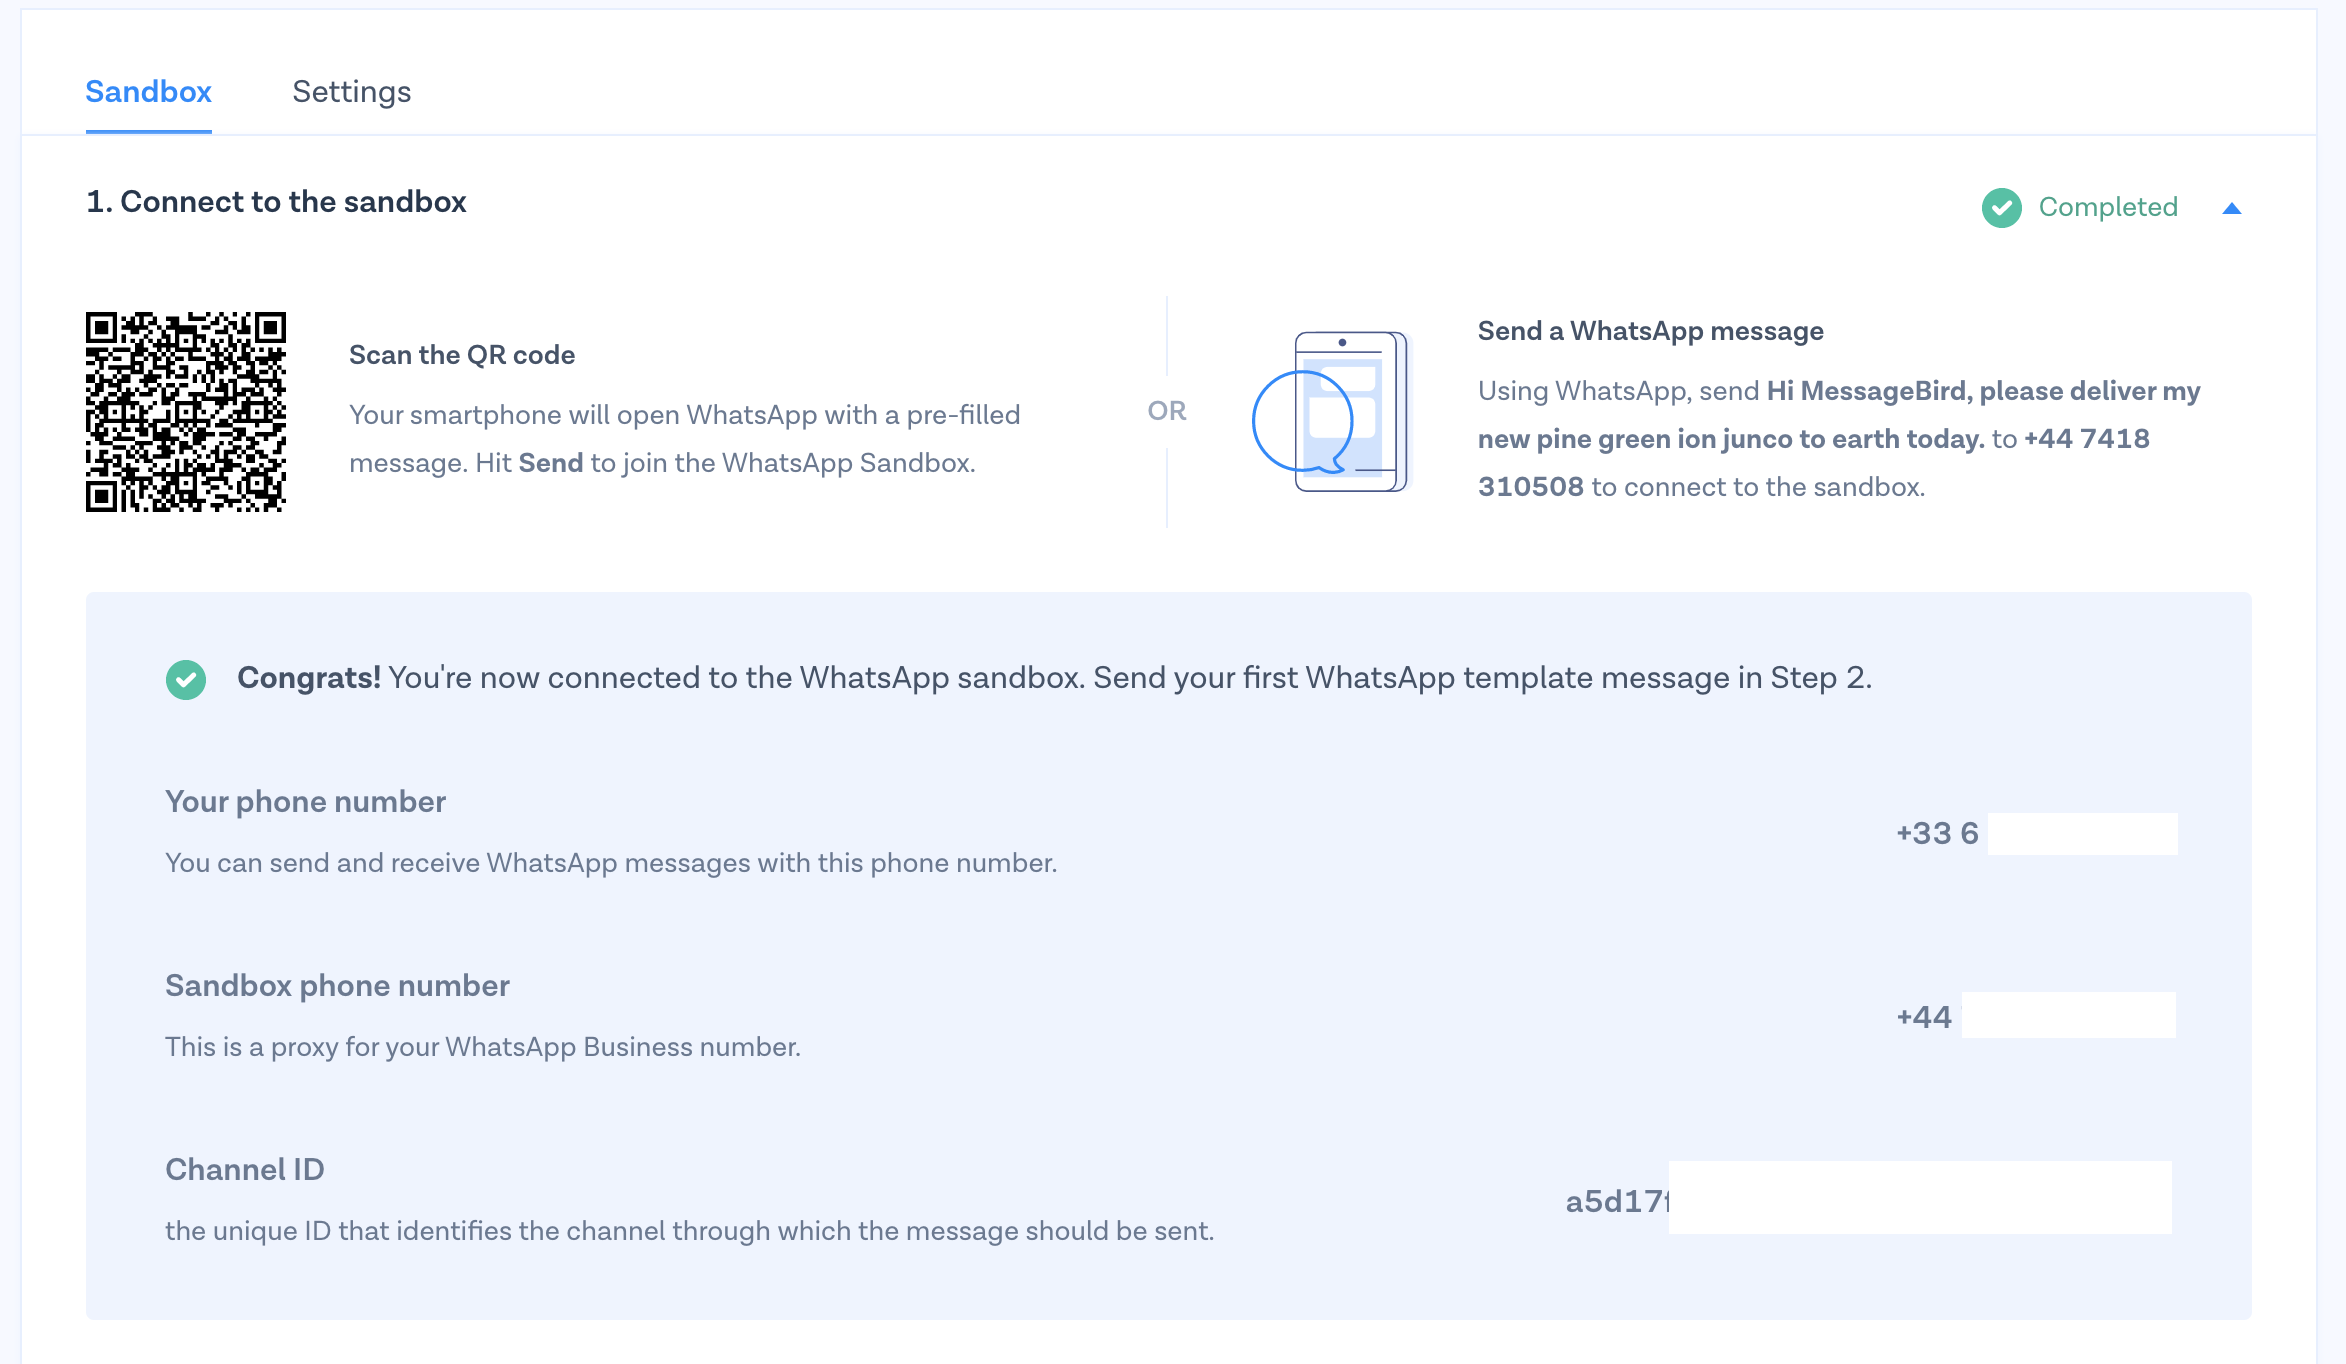 Sandbox
Settings
1. Connect to the sandbox
Completed
Scan the QR code
Your smartphone will open WhatsApp with a pre-filled
message. Hit Send to join the WhatsApp Sandbox.
OR
Send a WhatsApp message
Using WhatsApp, send Hi MessageBird, please deliver my
new pine green ion junco to earth today. to +44 7418
310508 to connect to the sandbox.
Congrats! You're now connected to the WhatsApp sandbox. Send your first WhatsApp template message in Step 2.
Your phone number
You can send and receive WhatsApp messages with this phone number.
+33 6
Sandbox phone number
This is a proxy for your WhatsApp Business number.
+44
Channel ID
the unique ID that identifies the channel through which the message should be sent.
a5d17f